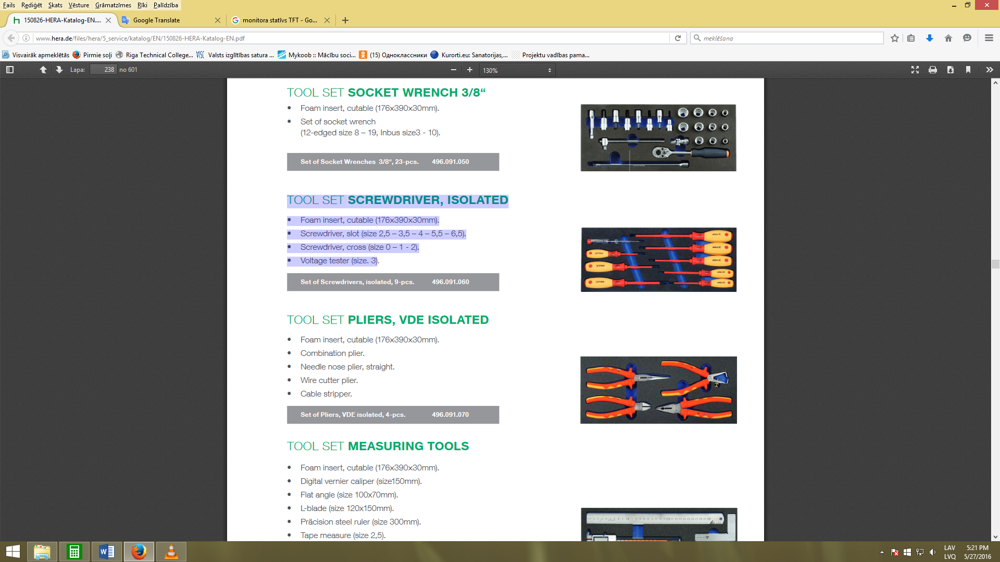 Fails Rediģēt Skats Vēsture Grāmatzīmes Rīki Palīdzība
150826-HERA-Katalog-EN.... Google Translate monitora statīvs TFT - Go...
www.hera.de/files/hera/5_service/katalog/EN/150826-HERA-Katalog-EN.pdf meklēšana
Visvairāk apmeklētās Pirmie soļi Riga Technical College... VISC Valsts izglītības satura ... Mykoob :: Mācību soci... (15) Одноклассники Kurorti.eu: Sanatorijas,... Projektu vadības pama...
Lapa: 238 no 601 130%
TOOL SET SOCKET WRENCH 3/8“
• Foam insert, cutable (176x390x30mm).
• Set of socket wrench
(12-edged size 8 – 19, Inbus size3 - 10).
Set of Socket Wrenches 3/8“, 23-pcs. 496.091.050
TOOL SET SCREWDRIVER, ISOLATED
• Foam insert, cutable (176x390x30mm).
• Screwdriver, slot (size 2,5 – 3,5 – 4 – 5,5 – 6,5).
• Screwdriver, cross (size 0 – 1 - 2).
• Voltage tester (size. 3).
Set of Screwdrivers, isolated, 9-pcs. 496.091.060
TOOL SET PLIERS, VDE ISOLATED
• Foam insert, cutable (176x390x30mm).
• Combination plier.
• Needle nose plier, straight.
• Wire cutter plier.
• Cable stripper.
Set of Pliers, VDE isolated, 4-pcs. 496.091.070
TOOL SET MEASURING TOOLS
• Foam insert, cutable (176x390x30mm).
• Digital vernier caliper (size150mm).
• Flat angle (size 100x70mm).
• L-blade (size 120x150mm).
• Präcision steel ruler (size 300mm).
• Tape measure (size 2,5).
LAV 5:21 PM
LVQ 5/27/2016